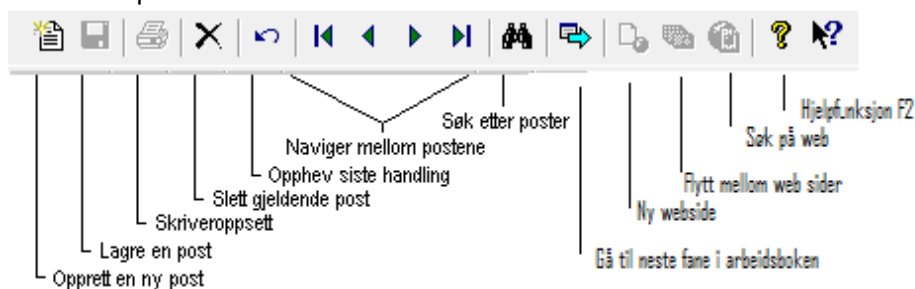 Søk etter poster
Naviger mellom postene
Opphev siste handling
Slett gjeldende post
Skriveroppsett
Lagre en post
Opprett en ny post
Hjelpfunksjon F2
Søk på web
Flytt mellom web sider
Ny webside
Gå til neste fane i arbeidsboken